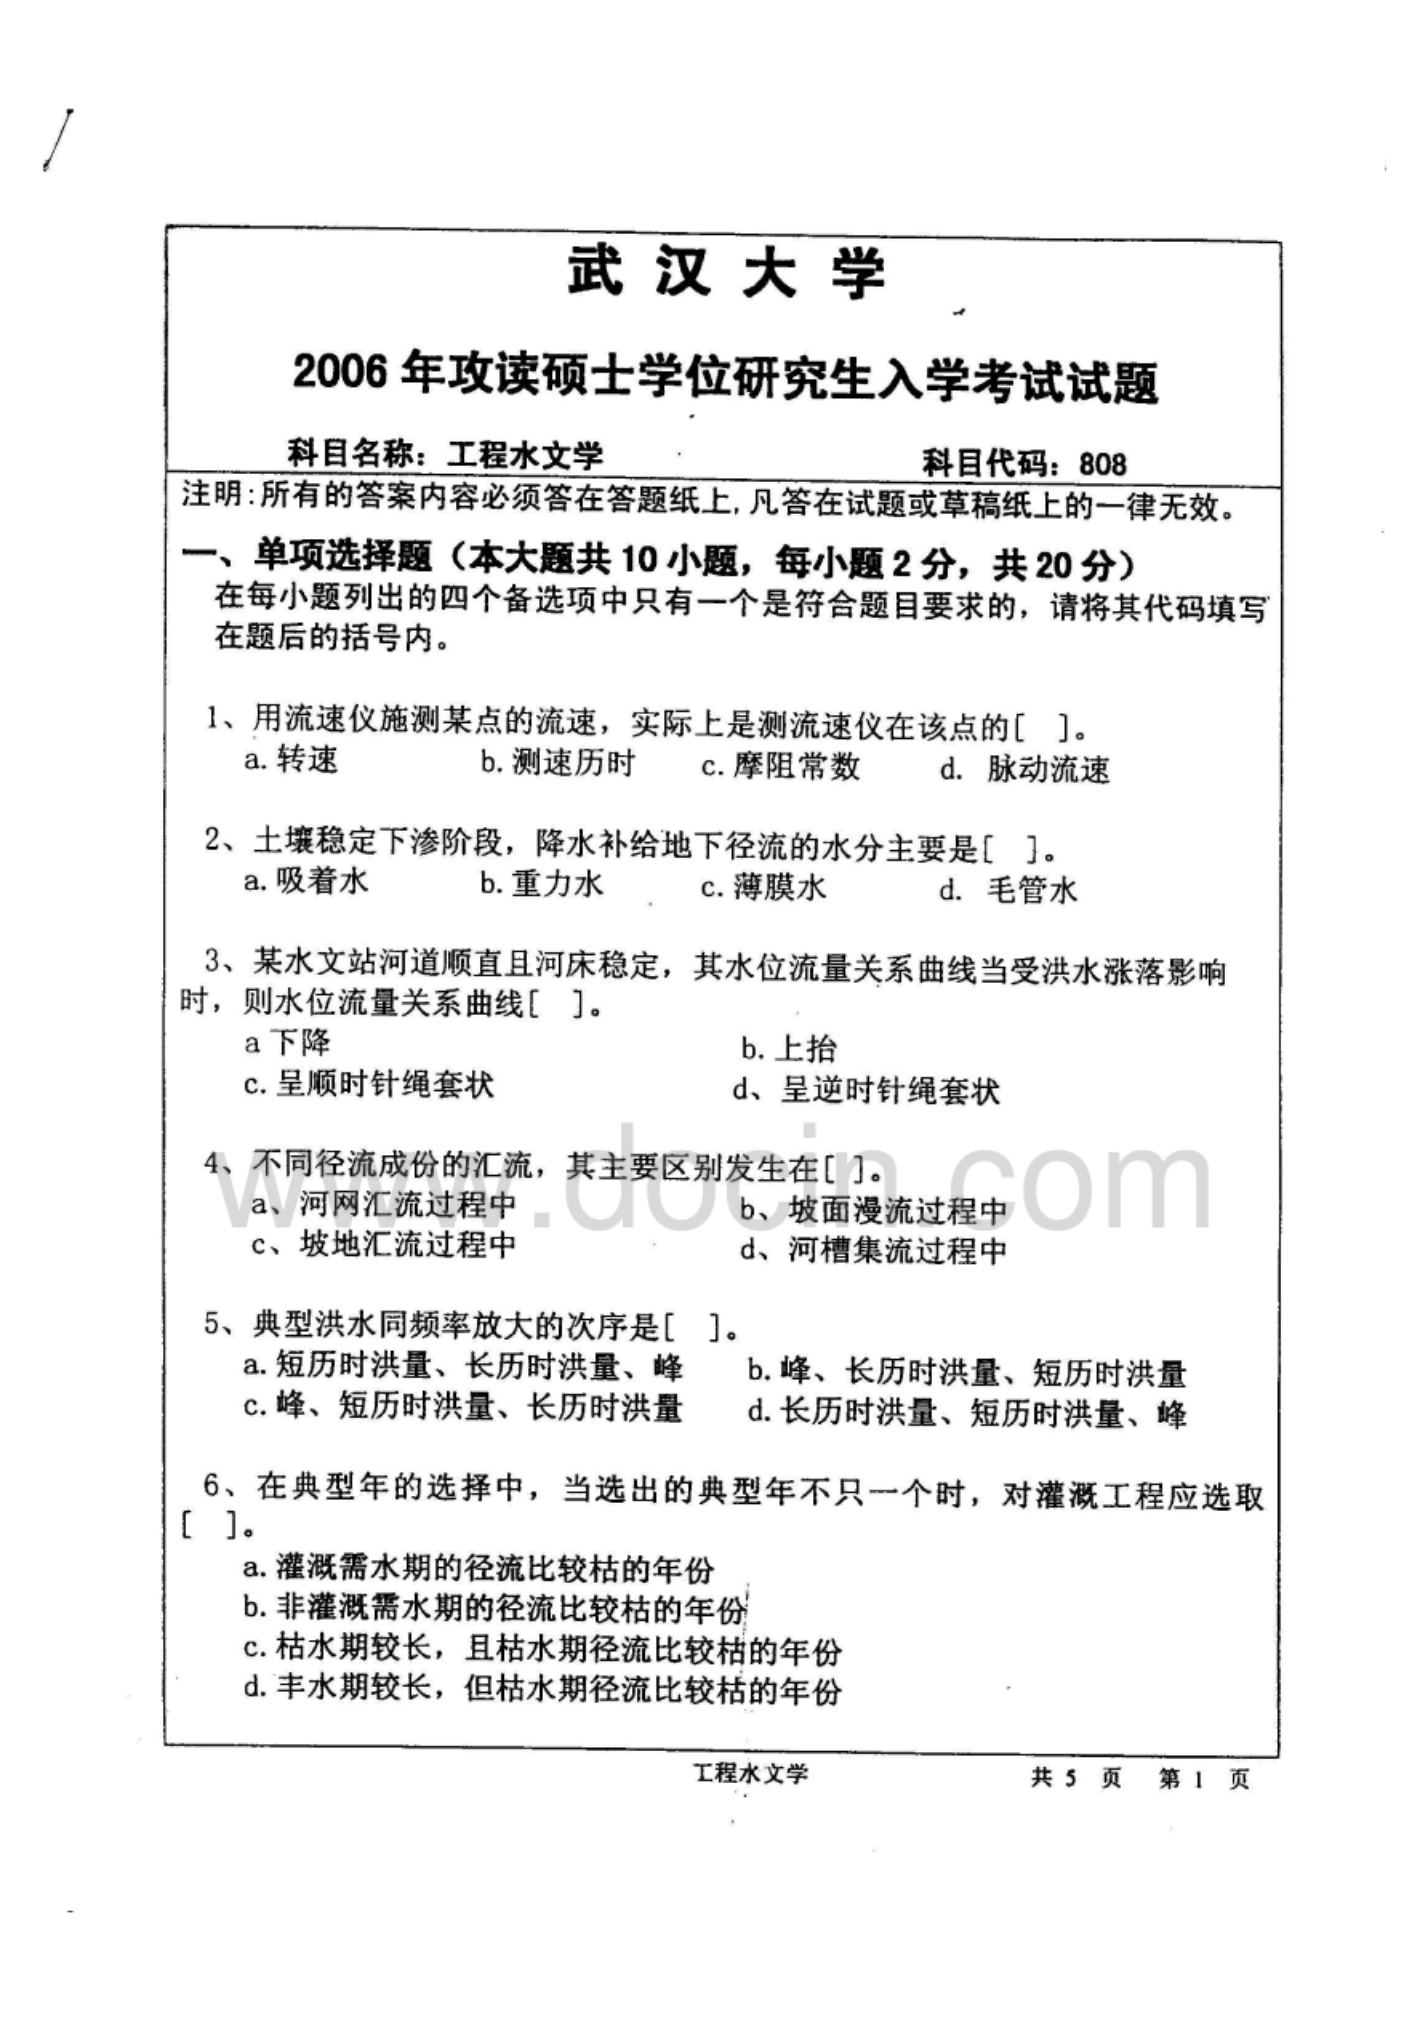 武汉大学
2006年攻读硕士学位研究生入学考试试题
科目名称：工程水文学 科目代码：808
注明:所有的答案内容必须答在答题纸上,凡答在试题或草稿纸上的一律无效。
一、单项选择题（本大题共10小题，每小题2分，共20分）
在每小题列出的四个备选项中只有一个是符合题目要求的，请将其代码填写
在题后的括号内。
1、用流速仪施测某点的流速，实际上是测流速仪在该点的[ ]。
a.转速 b.测速历时 c.摩阻常数 d. 脉动流速
2、土壤稳定下渗阶段，降水补给地下径流的水分主要是[ ]。
a.吸着水 b.重力水 c.薄膜水 d. 毛管水
3、某水文站河道顺直且河床稳定，其水位流量关系曲线当受洪水涨落影响
时，则水位流量关系曲线[ ]。
a下降 b.上抬
c.呈顺时针绳套状 d、呈逆时针绳套状
4、不同径流成份的汇流，其主要区别发生在[ ]。
a、河网汇流过程中 b、坡面漫流过程中
c、坡地汇流过程中 d、河槽集流过程中
www.docin.com
5、典型洪水同频率放大的次序是[ ]。
a.短历时洪量、长历时洪量、峰 b.峰、长历时洪量、短历时洪量
c.峰、短历时洪量、长历时洪量 d.长历时洪量、短历时洪量、峰
6、在典型年的选择中，当选出的典型年不只一个时，对灌溉工程应选取
[ ]。
a.灌溉需水期的径流比较枯的年份
b.非灌溉需水期的径流比较枯的年份
c.枯水期较长，且枯水期径流比较枯的年份
d.丰水期较长，但枯水期径流比较枯的年份
工程水文学 共 5 页 第 1 页